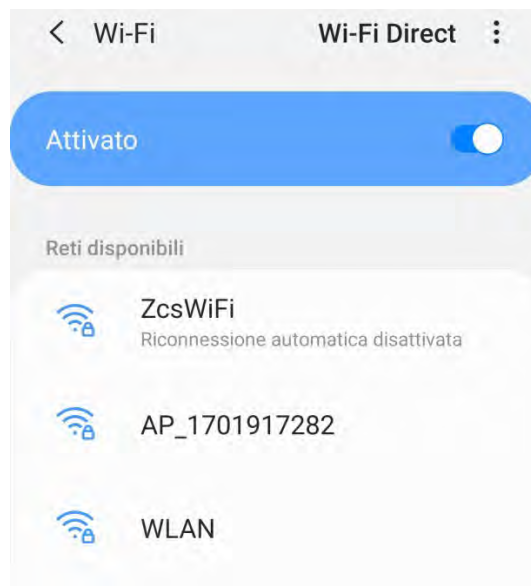 Wi-Fi Wi-Fi Direct
Attivato
Reti disponibili
ZcsWiFi
Riconnessione automatica disattivata
AP_1701917282
WLAN